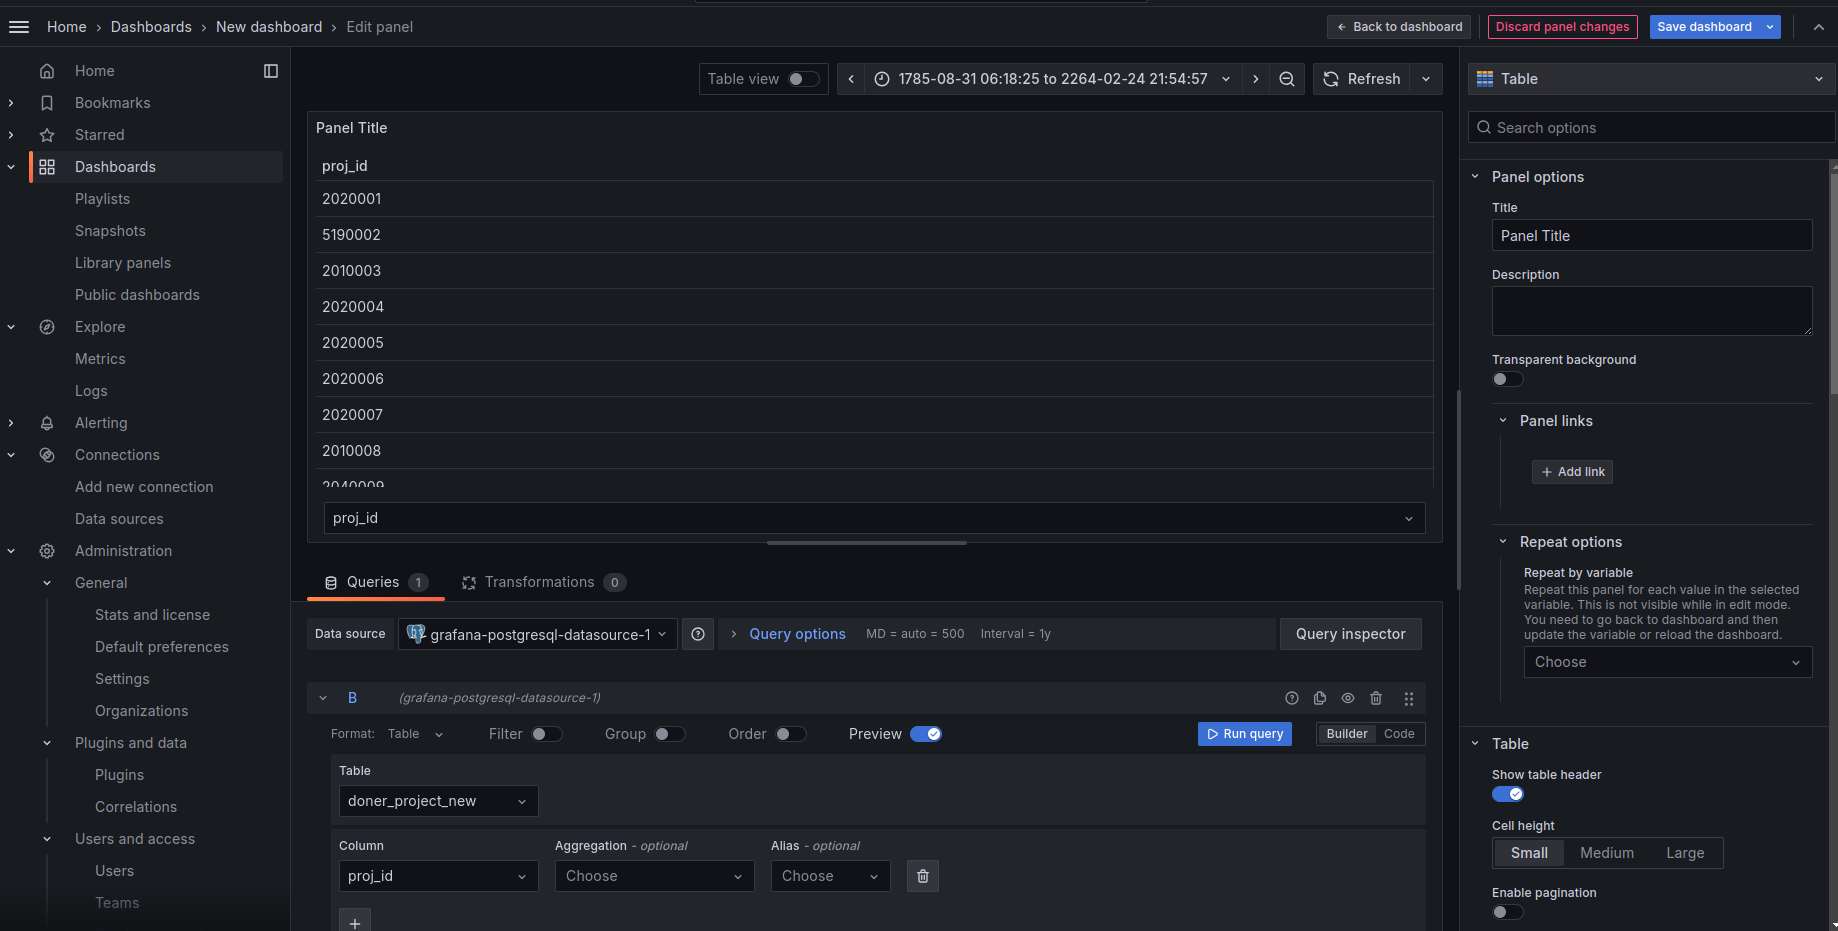 Home › Dashboards › New dashboard › Edit panel
Back to dashboard
Discard panel changes
Save dashboard
Home
Bookmarks
Starred
Dashboards
Playlists
Snapshots
Library panels
Public dashboards
Explore
Metrics
Logs
Alerting
Connections
Add new connection
Data sources
Administration
General
Stats and license
Default preferences
Settings
Organizations
Plugins and data
Plugins
Correlations
Users and access
Users
Teams
Table view
1785-08-31 06:18:25 to 2264-02-24 21:54:57
Refresh
Panel Title
proj_id
2020001
5190002
2010003
2020004
2020005
2020006
2020007
2010008
2040009
proj_id
Queries 1
Transformations 0
Data source
grafana-postgresql-datasource-1
Query options MD = auto = 500 Interval = 1y
Query inspector
B (grafana-postgresql-datasource-1)
Format: Table
Filter
Group
Order
Preview
Run query
Builder Code
Table
doner_project_new
Column Aggregation - optional Alias - optional
proj_id Choose Choose
Table
Search options
Panel options
Title
Panel Title
Description
Transparent background
Panel links
Add link
Repeat options
Repeat by variable
Repeat this panel for each value in the selected
variable. This is not visible while in edit mode.
You need to go back to dashboard and then
update the variable or reload the dashboard.
Choose
Table
Show table header
Cell height
Small Medium Large
Enable pagination